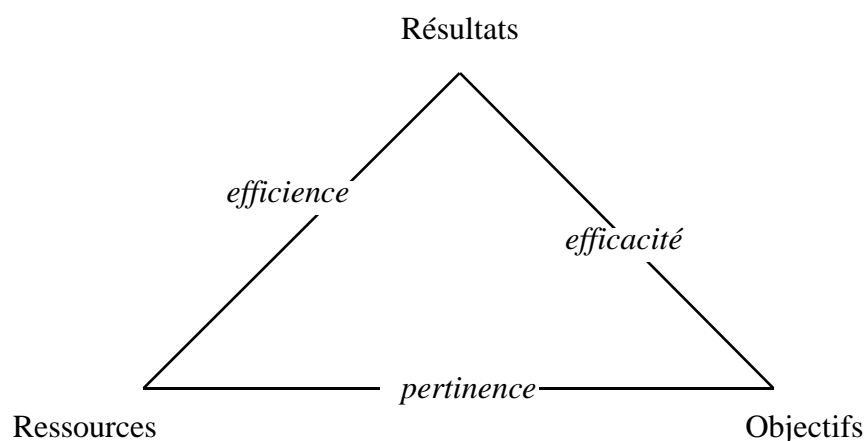 Résultats
efficience
efficacité
pertinence
Ressources
Objectifs